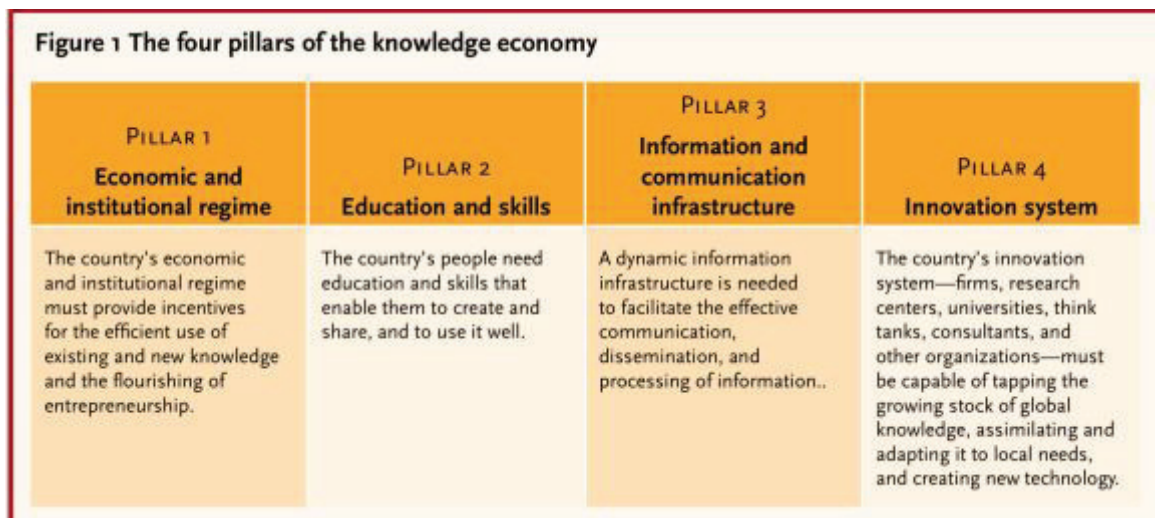 Figure 1 The four pillars of the knowledge economy
PILLAR 1
Economic and
institutional regime
The country's economic
and institutional regime
must provide incentives
for the efficient use of
existing and new knowledge
and the flourishing of
entrepreneurship.
PILLAR 2
Education and skills
The country's people need
education and skills that
enable them to create and
share, and to use it well.
PILLAR 3
Information and
communication
infrastructure
A dynamic information
infrastructure is needed
to facilitate the effective
communication,
dissemination, and
processing of information..
PILLAR 4
Innovation system
The country's innovation
system—firms, research
centers, universities, think
tanks, consultants, and
other organizations—must
be capable of tapping the
growing stock of global
knowledge, assimilating and
adapting it to local needs,
and creating new technology.